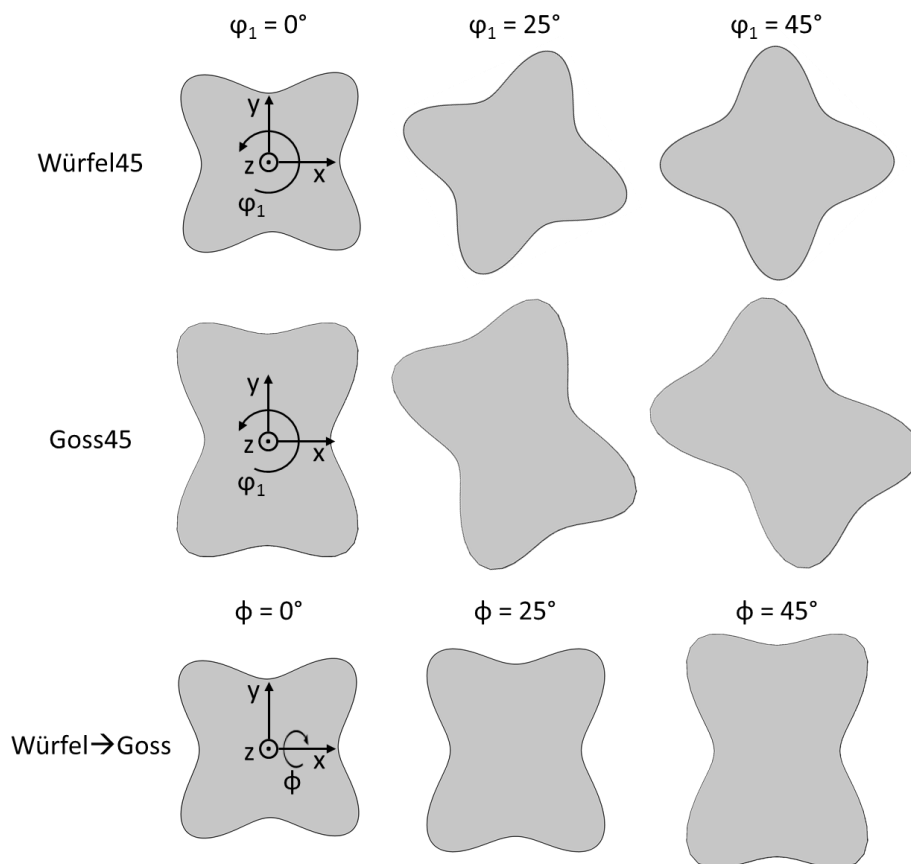 φ₁ = 0° φ₁ = 25° φ₁ = 45°
Würfel45
y
z
x
φ₁
Goss45
y
z
x
φ₁
ϕ = 0° ϕ = 25° ϕ = 45°
Würfel→Goss
y
z
x
ϕ